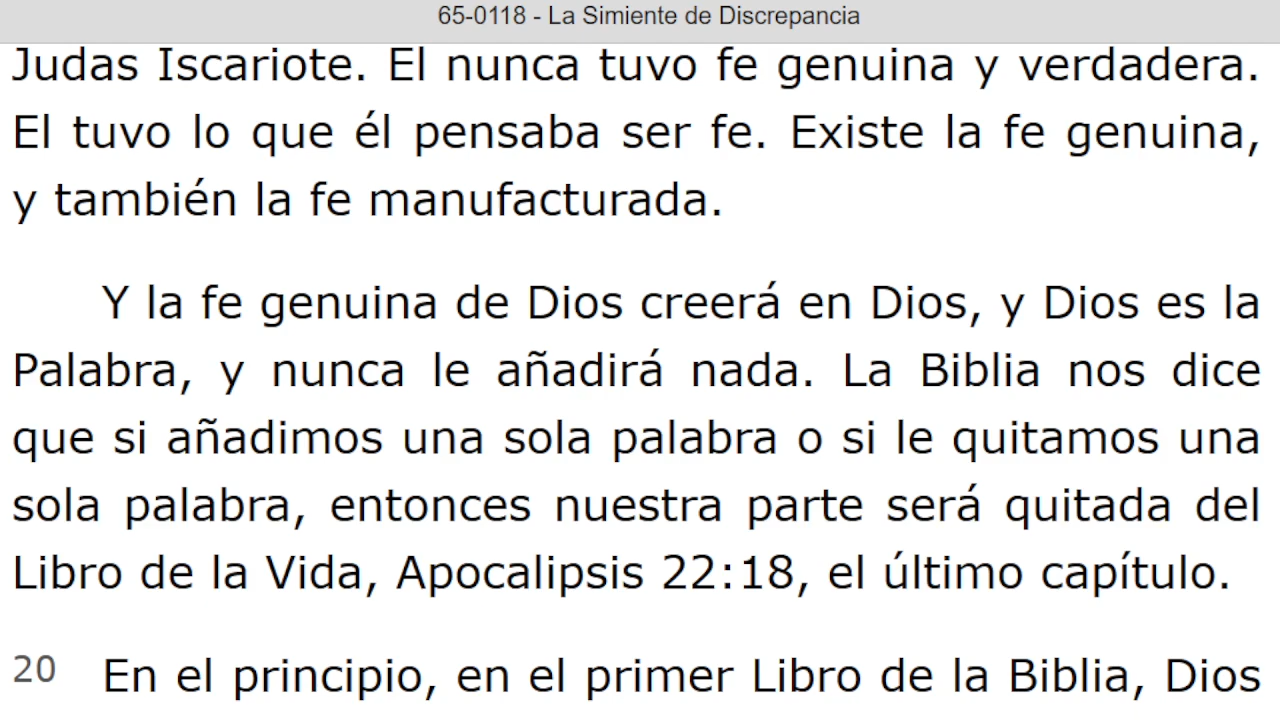 65-0118 - La Simiente de Discrepancia
Judas Iscariote. El nunca tuvo fe genuina y verdadera.
El tuvo lo que él pensaba ser fe. Existe la fe genuina,
y también la fe manufacturada.
Y la fe genuina de Dios creerá en Dios, y Dios es la
Palabra, y nunca le añadirá nada. La Biblia nos dice
que si añadimos una sola palabra o si le quitamos una
sola palabra, entonces nuestra parte será quitada del
Libro de la Vida, Apocalipsis 22:18, el último capítulo.
20 En el principio, en el primer Libro de la Biblia, Dios